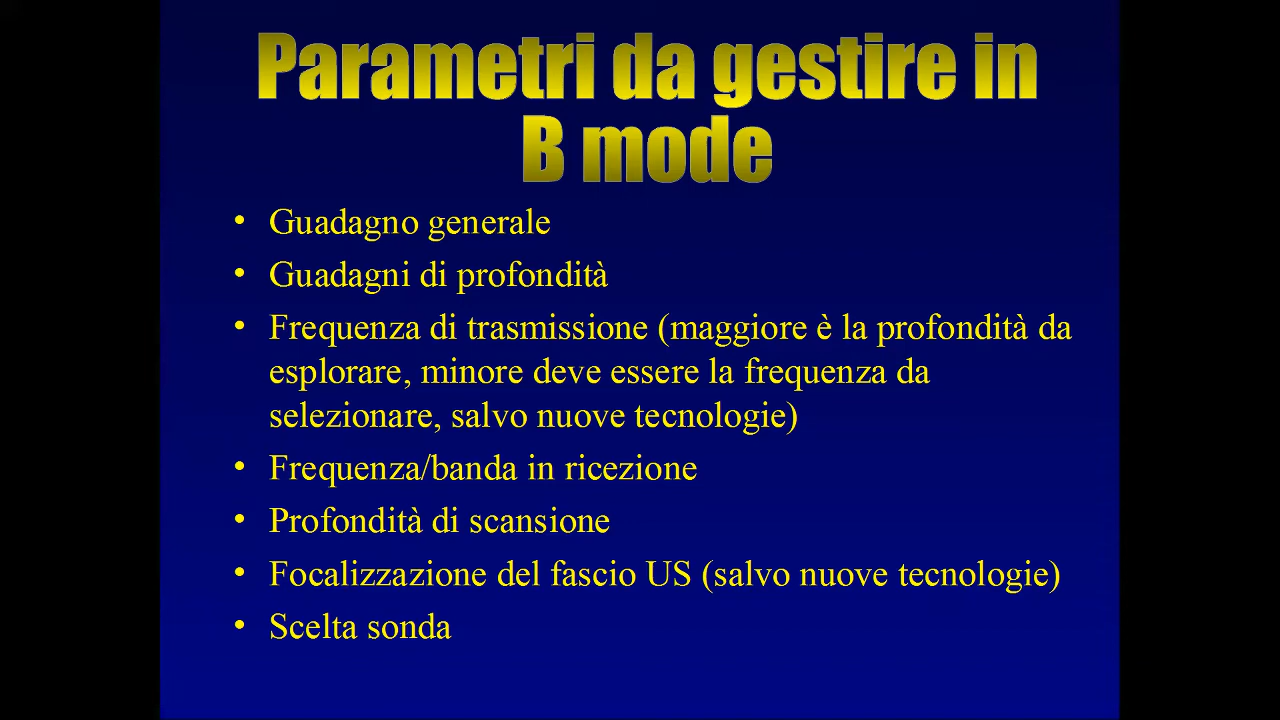 Parametri da gestire in
B mode
• Guadagno generale
• Guadagni di profondità
• Frequenza di trasmissione (maggiore è la profondità da
esplorare, minore deve essere la frequenza da
selezionare, salvo nuove tecnologie)
• Frequenza/banda in ricezione
• Profondità di scansione
• Focalizzazione del fascio US (salvo nuove tecnologie)
• Scelta sonda